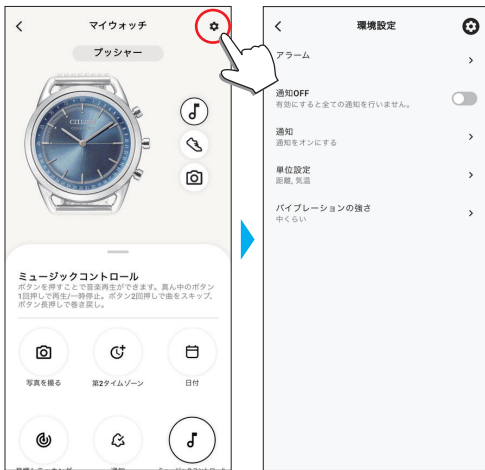 マイウォッチ
プッシャー
CITIZEN
ミュージックコントロール
ボタンを押すことで音楽再生ができます。真ん中のボタン
1回押しで再生/一時停止。ボタン2回押しで曲をスキップ、
ボタン長押しで巻き戻し。
写真を撮る
第2タイムゾーン
日付
環境設定
アラーム
通知OFF
有効にすると全ての通知を行いません。
通知
通知をオンにする
単位設定
距離, 気温
バイブレーションの強さ
中くらい